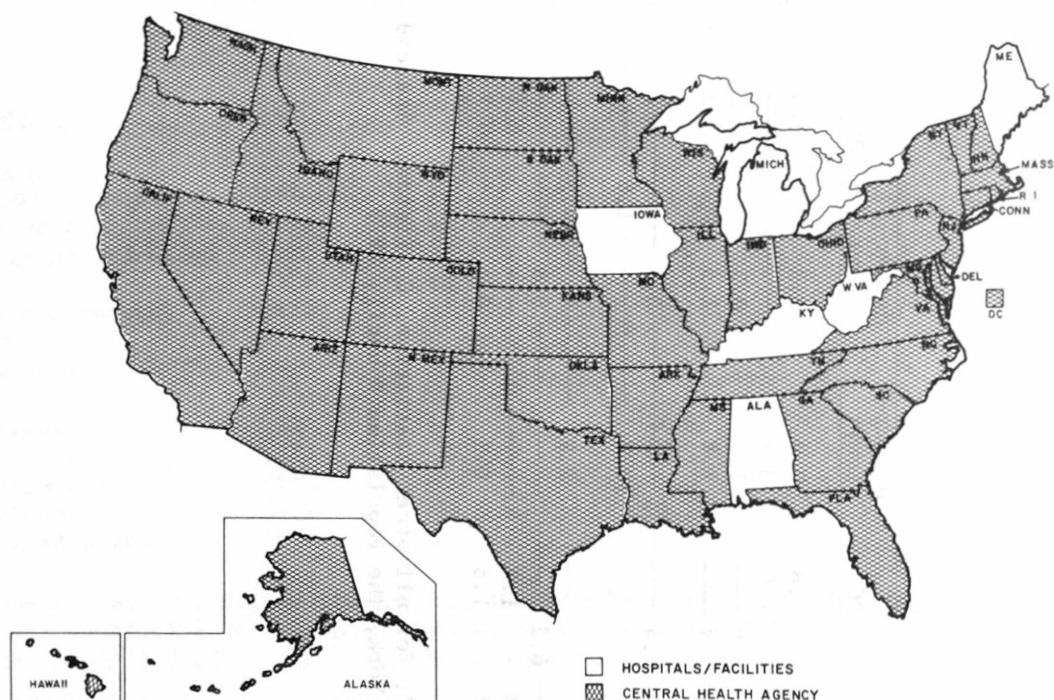 ME
WASH
MONT
N DAK
MINN
OREG
VT
NY
NH
S DAK
WIS
MICH
MASS
IDAHO
WYO
R I
CONN
CALIF
NEV
IOWA
PA
NJ
NEBR
ILL
IND
OHIO
UTAH
COLO
MO
W VA
DEL
KANS
KY
VA
DC
ARIZ
N MEX
OKLA
ARK
TN
NC
MS
ALA
GA
SC
TEX
LA
FLA
HOSPITALS/FACILITIES
HAWAII
ALASKA
CENTRAL HEALTH AGENCY